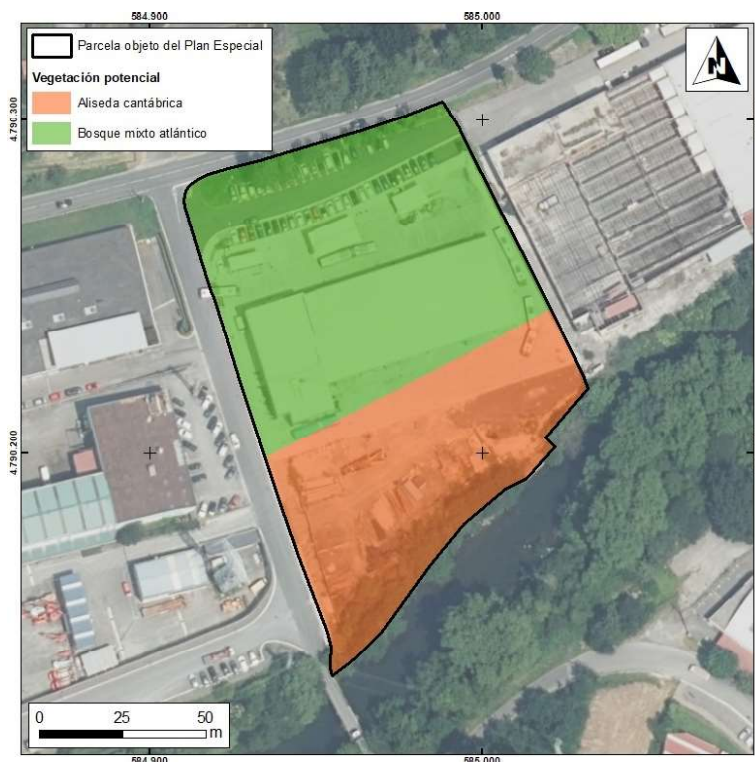 584.900 585.000
Parcela objeto del Plan Especial
Vegetación potencial
Aliseda cantábrica
Bosque mixto atlántico
N
4.790.300
4.790.200
0 25 50
m
584.900 585.000